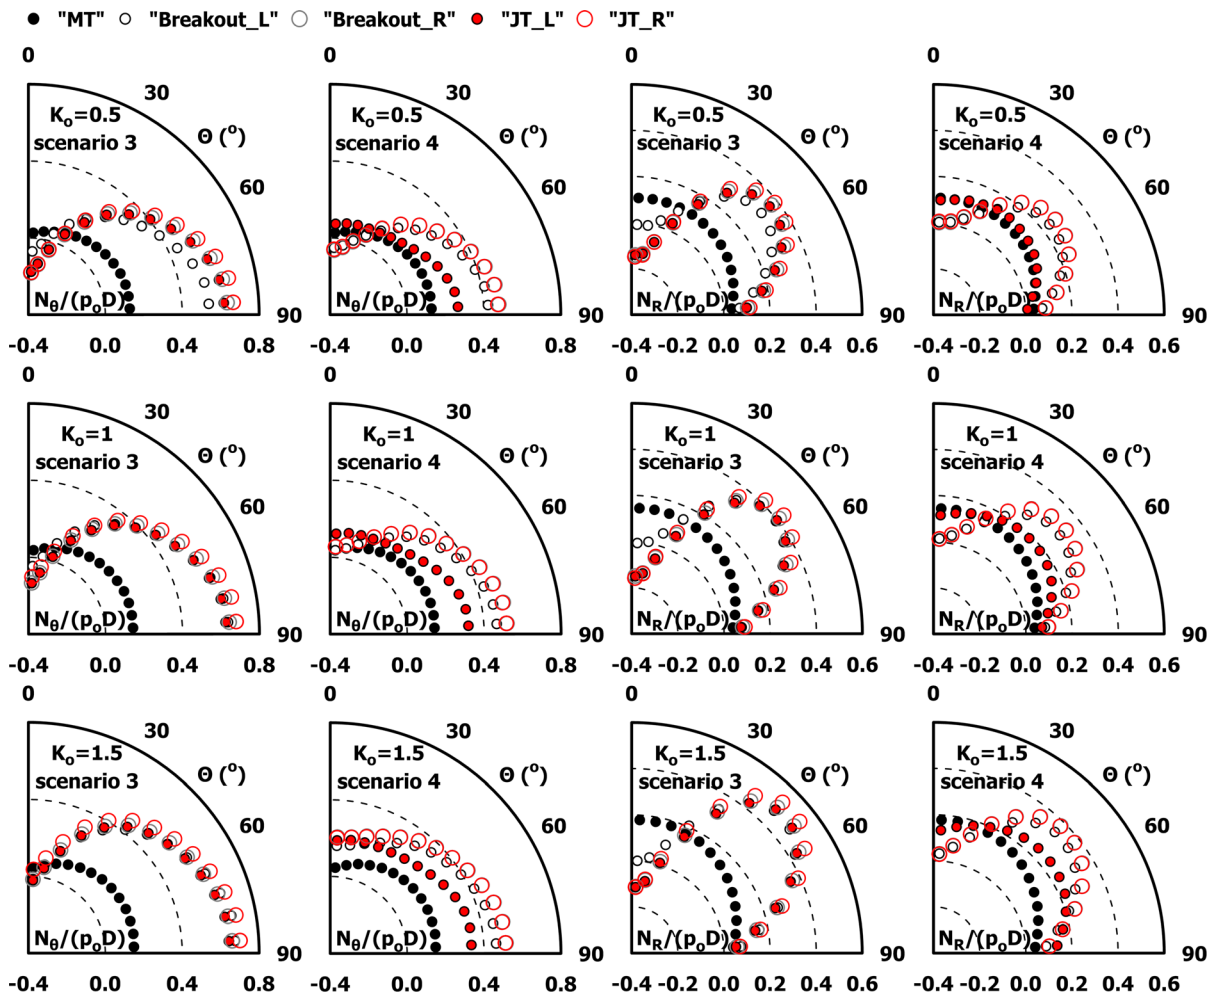 "MT" "Breakout_L" "Breakout_R" "JT_L" "JT_R"
0 0 0 0
30 30 30 30
Kₒ=0.5 Kₒ=0.5 Kₒ=0.5 Kₒ=0.5
scenario 3 scenario 4 scenario 3 scenario 4
Θ (°) Θ (°) Θ (°) Θ (°)
60 60 60 60
N_θ/(pₒD) N_θ/(pₒD) N_R/(pₒD) N_R/(pₒD)
90 90 90 90
-0.4 0.0 0.4 0.8 -0.4 0.0 0.4 0.8 -0.4 -0.2 0.0 0.2 0.4 0.6 -0.4 -0.2 0.0 0.2 0.4 0.6
0 0 0 0
30 30 30 30
Kₒ=1 Kₒ=1 Kₒ=1 Kₒ=1
scenario 3 scenario 4 scenario 3 scenario 4
Θ (°) Θ (°) Θ (°) Θ (°)
60 60 60 60
N_θ/(pₒD) N_θ/(pₒD) N_R/(pₒD) N_R/(pₒD)
90 90 90 90
-0.4 0.0 0.4 0.8 -0.4 0.0 0.4 0.8 -0.4 -0.2 0.0 0.2 0.4 0.6 -0.4 -0.2 0.0 0.2 0.4 0.6
0 0 0 0
30 30 30 30
Kₒ=1.5 Kₒ=1.5 Kₒ=1.5 Kₒ=1.5
scenario 3 scenario 4 scenario 3 scenario 4
Θ (°) Θ (°) Θ (°) Θ (°)
60 60 60 60
N_θ/(pₒD) N_θ/(pₒD) N_R/(pₒD) N_R/(pₒD)
90 90 90 90
-0.4 0.0 0.4 0.8 -0.4 0.0 0.4 0.8 -0.4 -0.2 0.0 0.2 0.4 0.6 -0.4 -0.2 0.0 0.2 0.4 0.6